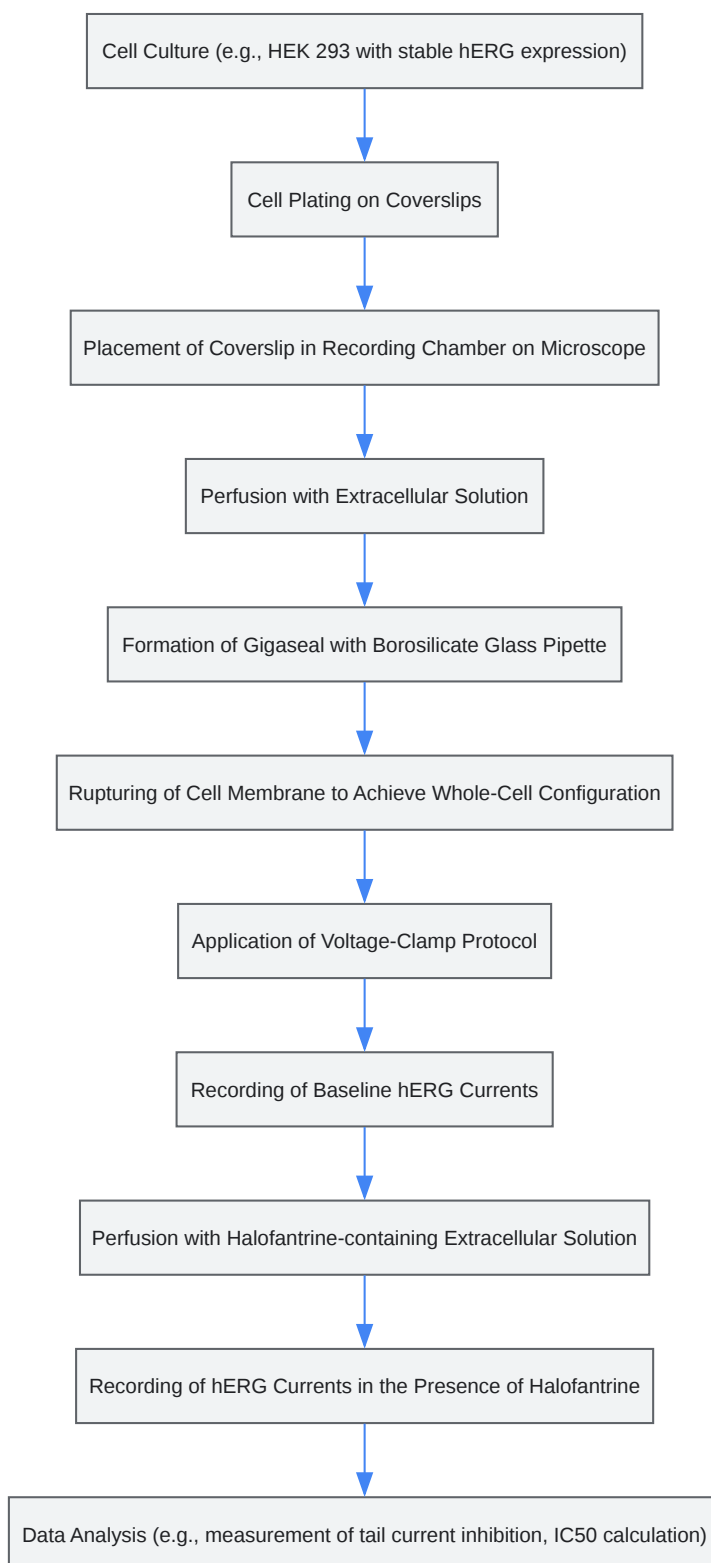 Cell Culture (e.g., HEK 293 with stable hERG expression)
Cell Plating on Coverslips
Placement of Coverslip in Recording Chamber on Microscope
Perfusion with Extracellular Solution
Formation of Gigaseal with Borosilicate Glass Pipette
Rupturing of Cell Membrane to Achieve Whole-Cell Configuration
Application of Voltage-Clamp Protocol
Recording of Baseline hERG Currents
Perfusion with Halofantrine-containing Extracellular Solution
Recording of hERG Currents in the Presence of Halofantrine
Data Analysis (e.g., measurement of tail current inhibition, IC50 calculation)